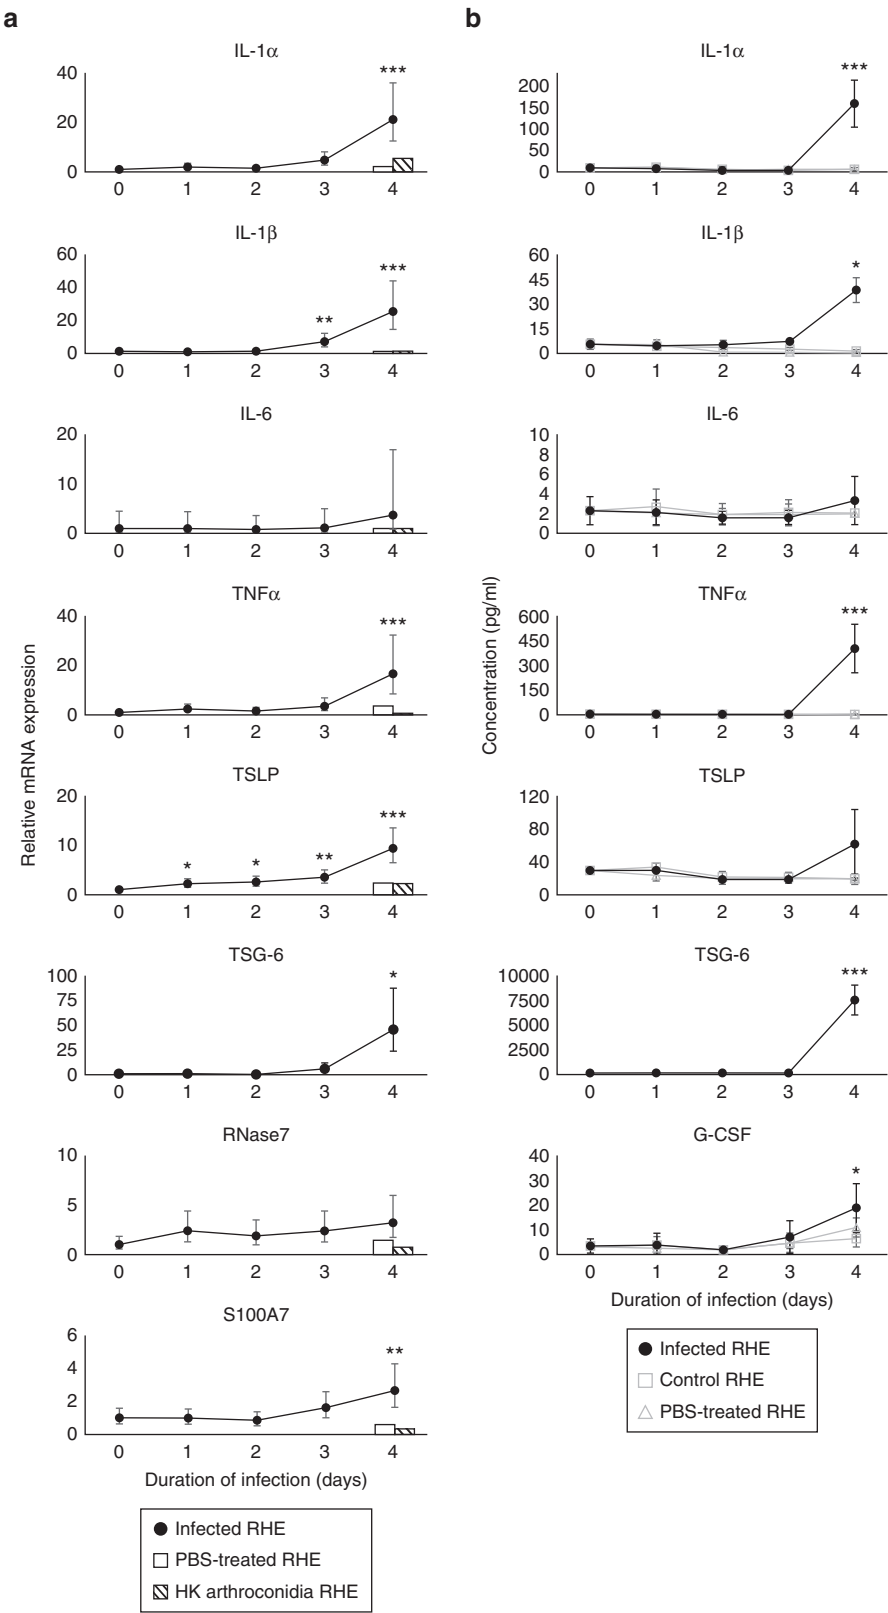 a
IL-1α
***
40
20
0
0 1 2 3 4
IL-1β
***
**
60
40
20
0
0 1 2 3 4
IL-6
20
10
0
0 1 2 3 4
TNFα
***
40
20
0
0 1 2 3 4
TSLP
* * ** ***
20
10
0
0 1 2 3 4
TSG-6
*
100
75
50
25
0
0 1 2 3 4
RNase7
10
5
0
0 1 2 3 4
S100A7
**
6
4
2
0
0 1 2 3 4
Relative mRNA expression
Duration of infection (days)
Infected RHE
PBS-treated RHE
HK arthroconidia RHE
b
IL-1α
***
200
150
100
50
0
0 1 2 3 4
IL-1β
*
60
45
30
15
0
0 1 2 3 4
IL-6
10
8
6
4
2
0
0 1 2 3 4
TNFα
***
600
450
300
150
0
0 1 2 3 4
TSLP
120
80
40
0
0 1 2 3 4
TSG-6
***
10000
7500
5000
2500
0
0 1 2 3 4
G-CSF
*
40
30
20
10
0
0 1 2 3 4
Concentration (pg/ml)
Duration of infection (days)
Infected RHE
Control RHE
PBS-treated RHE